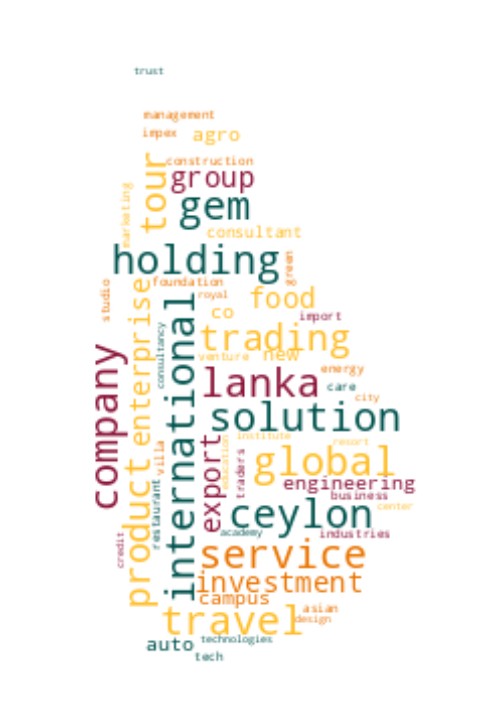 trust
management
impex
agro
construction
tour
group
marketing
gem
consultant
holding
green
foundation
studio
royal
food
enterprise
international
co
import
consultancy
trading
venture
new
company
energy
lanka
care
city
solution
institute
resort
export
education
villa
traders
global
product
engineering
restaurant
business
ceylon
center
academy
industries
credit
service
investment
campus
asian
travel
design
auto
technologies
tech